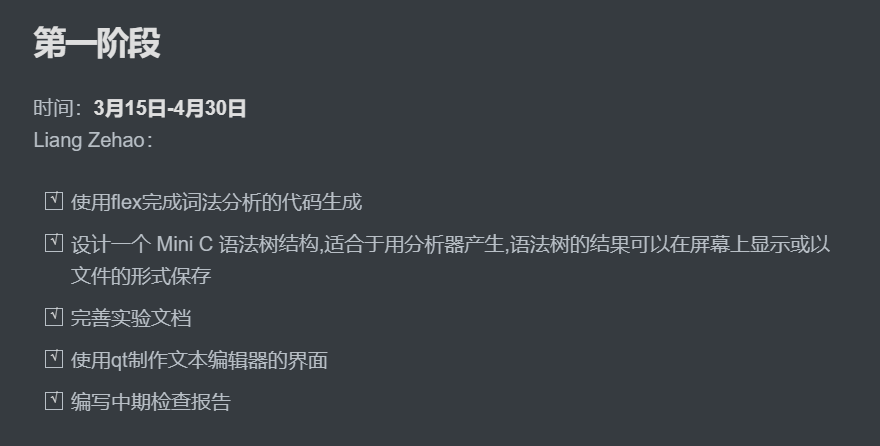 第一阶段
时间：3月15日-4月30日
Liang Zehao：
使用flex完成词法分析的代码生成
设计一个 Mini C 语法树结构,适合于用分析器产生,语法树的结果可以在屏幕上显示或以
文件的形式保存
完善实验文档
使用qt制作文本编辑器的界面
编写中期检查报告